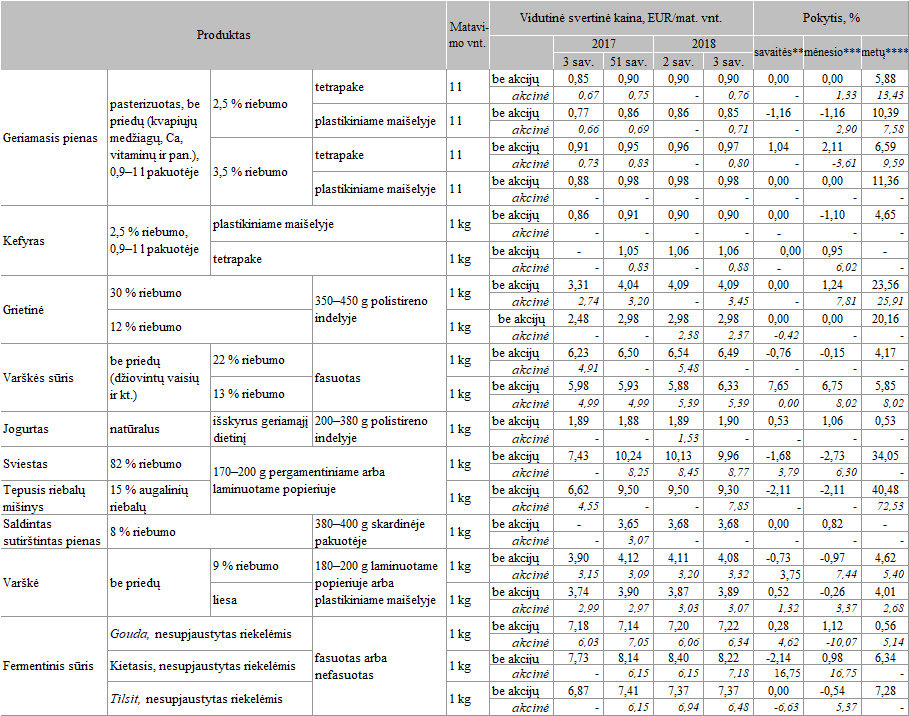 Produktas Matavi-mo vnt. Vidutinė svertinė kaina, EUR/mat. vnt. Pokytis, %
2017 2018 savaitės** mėnesio*** metų****
3 sav. 51 sav. 2 sav. 3 sav.
Geriamasis pienas pasterizuotas, be priedų (kvapiųjų medžiagų, Ca, vitaminų ir pan.), 0,9–1 l pakuotėje 2,5 % riebumo tetrapake 1 l be akcijų 0,85 0,90 0,90 0,90 0,00 0,00 5,88
akcinė 0,67 0,75 - 0,76 - 1,33 13,43
plastikiniame maišelyje 1 l be akcijų 0,77 0,86 0,86 0,85 -1,16 -1,16 10,39
akcinė 0,66 0,69 - 0,71 - 2,90 7,58
3,5 % riebumo tetrapake 1 l be akcijų 0,91 0,95 0,96 0,97 1,04 2,11 6,59
akcinė 0,73 0,83 - 0,80 - -3,61 9,59
plastikiniame maišelyje 1 l be akcijų 0,88 0,98 0,98 0,98 0,00 0,00 11,36
akcinė - - - - - - -
Kefyras 2,5 % riebumo, 0,9–1 l pakuotėje plastikiniame maišelyje 1 kg be akcijų 0,86 0,91 0,90 0,90 0,00 -1,10 4,65
akcinė - - - - - - -
tetrapake 1 kg be akcijų - 1,05 1,06 1,06 0,00 0,95 -
akcinė - 0,83 - 0,88 - 6,02 -
Grietinė 30 % riebumo 350–450 g polistireno indelyje 1 kg be akcijų 3,31 4,04 4,09 4,09 0,00 1,24 23,56
akcinė 2,74 3,20 - 3,45 - 7,81 25,91
12 % riebumo 1 kg be akcijų 2,48 2,98 2,98 2,98 0,00 0,00 20,16
akcinė - - 2,38 2,37 -0,42 - -
Varškės sūris be priedų (džiovintų vaisių ir kt.) 22 % riebumo fasuotas 1 kg be akcijų 6,23 6,50 6,54 6,49 -0,76 -0,15 4,17
akcinė 4,91 - 5,48 - - - -
13 % riebumo 1 kg be akcijų 5,98 5,93 5,88 6,33 7,65 6,75 5,85
akcinė 4,99 4,99 5,39 5,39 0,00 8,02 8,02
Jogurtas natūralus išskyrus geriamąjį dietinį 200–380 g polistireno indelyje 1 kg be akcijų 1,89 1,88 1,89 1,90 0,53 1,06 0,53
akcinė - - 1,53 - - - -
Sviestas 82 % riebumo 170–200 g pergamentiniame arba laminuotame popieriuje 1 kg be akcijų 7,43 10,24 10,13 9,96 -1,68 -2,73 34,05
akcinė - 8,25 8,45 8,77 3,79 6,30 -
Tepusis riebalų mišinys 15 % augalinių riebalų 1 kg be akcijų 6,62 9,50 9,50 9,30 -2,11 -2,11 40,48
akcinė 4,55 - - 7,85 - - 72,53
Saldintas sutirštintas pienas 8 % riebumo 380–400 g skardinėje pakuotėje 1 kg be akcijų - 3,65 3,68 3,68 0,00 0,82 -
akcinė - 3,07 - - - - -
Varškė be priedų 9 % riebumo 180–200 g laminuotame popieriuje arba plastikiniame maišelyje 1 kg be akcijų 3,90 4,12 4,11 4,08 -0,73 -0,97 4,62
akcinė 3,15 3,09 3,20 3,32 3,75 7,44 5,40
liesa 1 kg be akcijų 3,74 3,90 3,87 3,89 0,52 -0,26 4,01
akcinė 2,99 2,97 3,03 3,07 1,32 3,37 2,68
Fermentinis sūris Gouda, nesupjaustytas riekelėmis fasuotas arba nefasuotas 1 kg be akcijų 7,18 7,14 7,20 7,22 0,28 1,12 0,56
akcinė 6,03 7,05 6,06 6,34 4,62 -10,07 5,14
Kietasis, nesupjaustytas riekelėmis 1 kg be akcijų 7,73 8,14 8,40 8,22 -2,14 0,98 6,34
akcinė - 6,15 6,15 7,18 16,75 16,75 -
Tilsit, nesupjaustytas riekelėmis 1 kg be akcijų 6,87 7,41 7,37 7,37 0,00 -0,54 7,28
akcinė - 6,15 6,94 6,48 -6,63 5,37 -